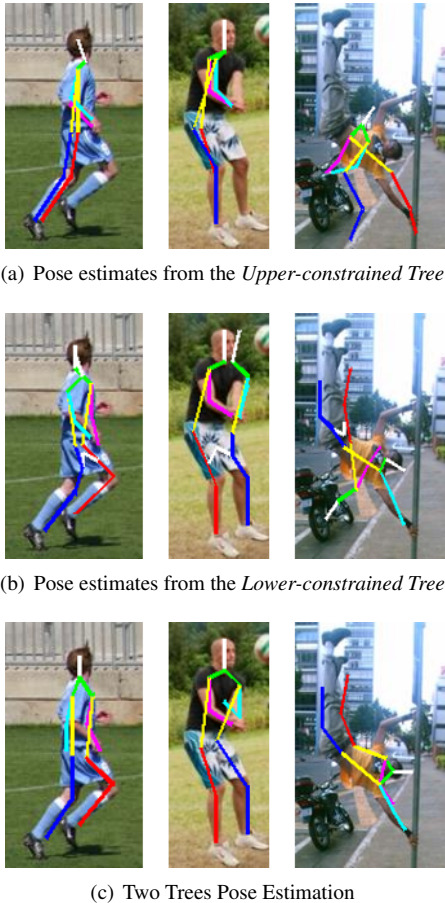 (a) Pose estimates from the Upper-constrained Tree
(b) Pose estimates from the Lower-constrained Tree
(c) Two Trees Pose Estimation